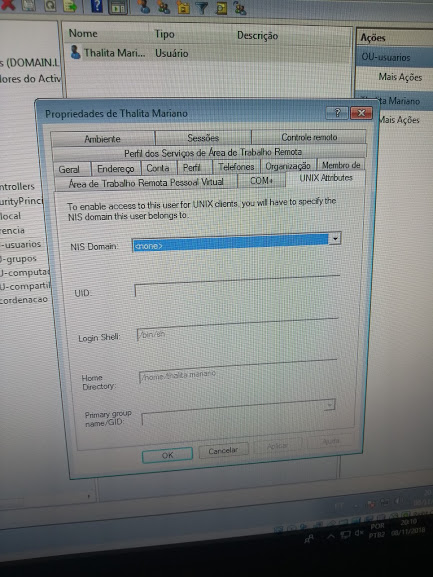 Nome Tipo Descrição
Thalita Mari... Usuário
Ações
OU-usuarios
Mais Ações
Thalita Mariano
Mais Ações
s (DOMAIN.L
dores do Activ
ntrollers
urityPrincip
local
rencia
-usuarios
J-grupos
U-computa
U-compartil
cordenacao
Propriedades de Thalita Mariano
Ambiente Sessões Controle remoto
Perfil dos Serviços de Área de Trabalho Remota
Geral Endereço Conta Perfil Telefones Organização Membro de
Área de Trabalho Remota Pessoal Virtual COM+ UNIX Attributes
To enable access to this user for UNIX clients, you will have to specify the
NIS domain this user belongs to.
NIS Domain: <none>
UID:
Login Shell: /bin/sh
Home
Directory: /home/thalita.mariano
Primary group
name/GID:
OK Cancelar Aplicar Ajuda
POR 20:10
PTB2 08/11/2018